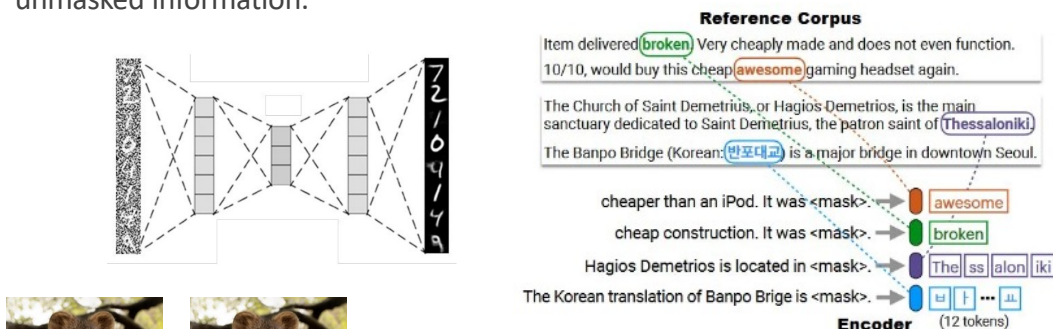 unmasked information.
7
2
1
0
4
1
4
9
Reference Corpus
Item delivered broken. Very cheaply made and does not even function.
10/10, would buy this cheap awesome gaming headset again.
The Church of Saint Demetrius, or Hagios Demetrios, is the main
sanctuary dedicated to Saint Demetrius, the patron saint of Thessaloniki.
The Banpo Bridge (Korean: 반포대교) is a major bridge in downtown Seoul.
cheaper than an iPod. It was <mask>. awesome
cheap construction. It was <mask>. broken
Hagios Demetrios is located in <mask>. The ss alon iki
The Korean translation of Banpo Brige is <mask>. ㅂ ㅏ ··· ㅛ
Encoder (12 tokens)